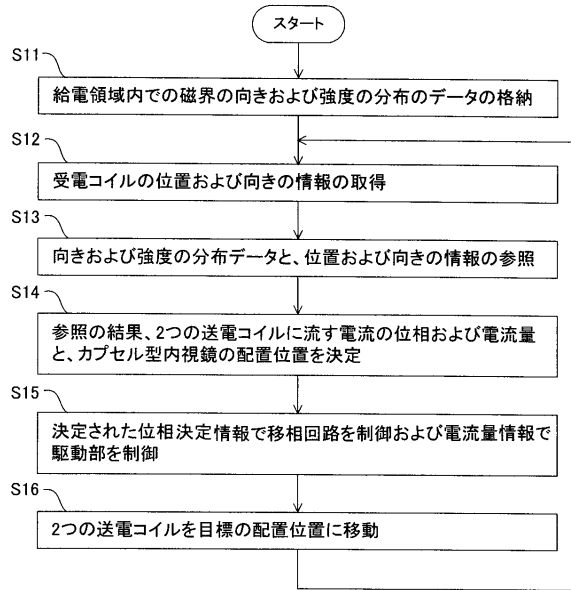 スタート
S11
給電領域内での磁界の向きおよび強度の分布のデータの格納
S12
受電コイルの位置および向きの情報の取得
S13
向きおよび強度の分布データと、位置および向きの情報の参照
S14
参照の結果、2つの送電コイルに流す電流の位相および電流量
と、カプセル型内視鏡の配置位置を決定
S15
決定された位相決定情報で移相回路を制御および電流量情報で
駆動部を制御
S16
2つの送電コイルを目標の配置位置に移動